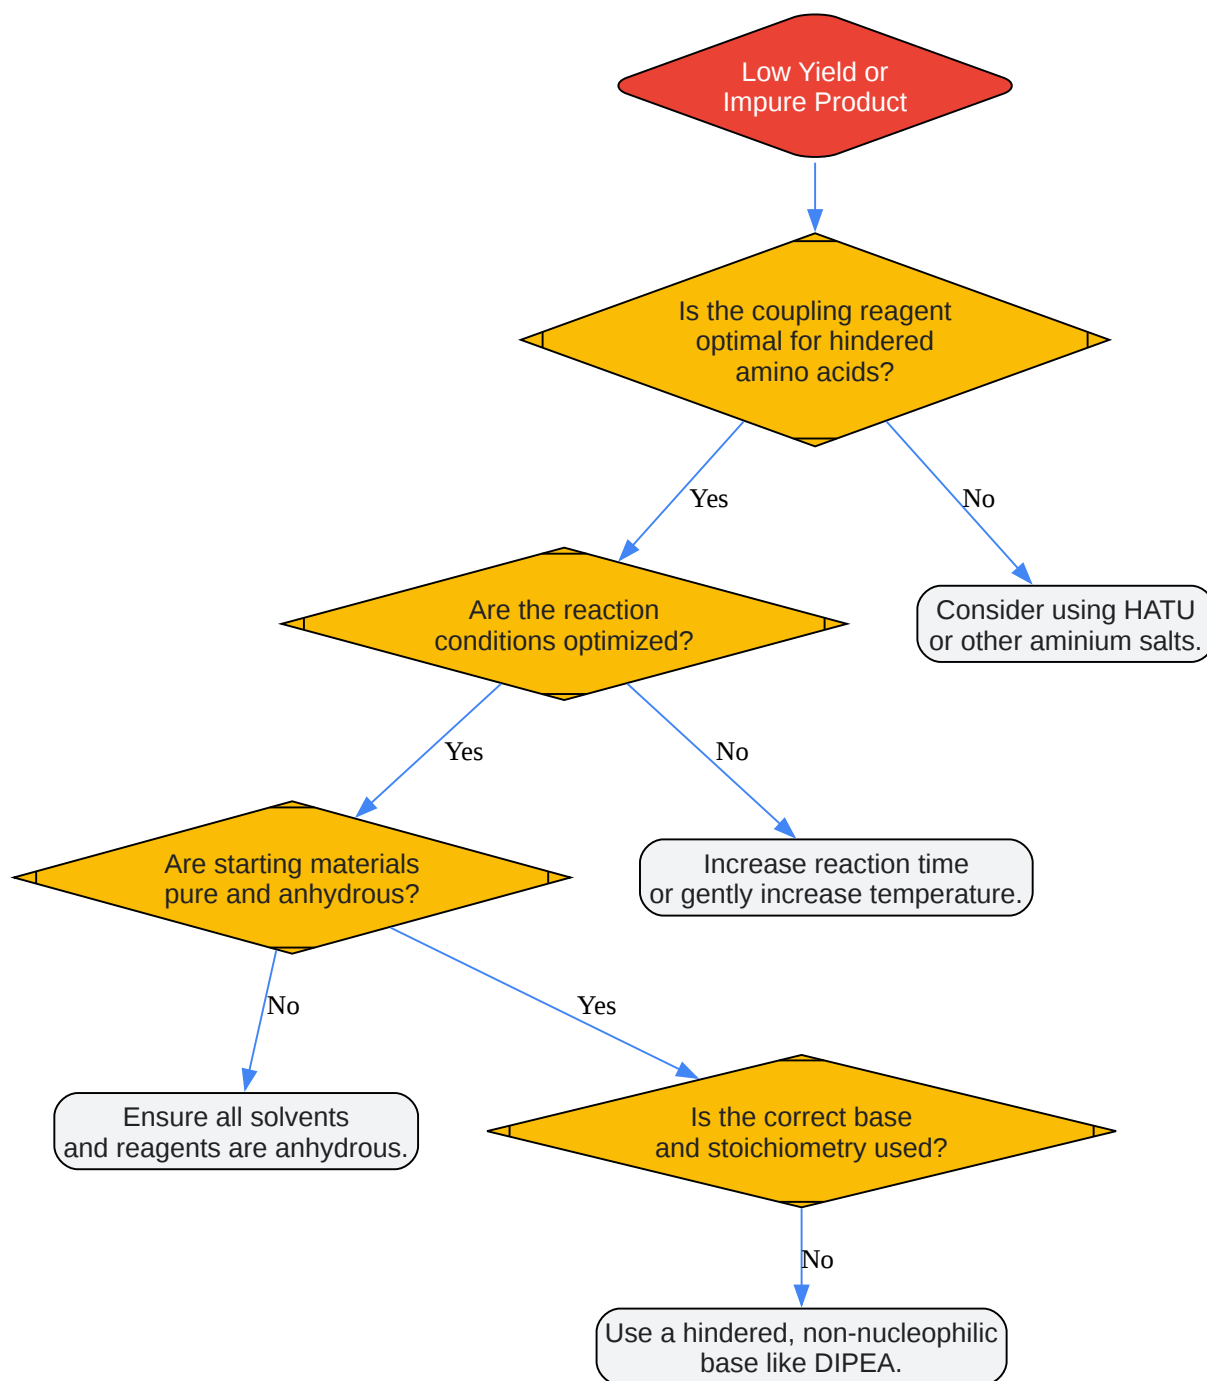 Low Yield or
Impure Product
Is the coupling reagent
optimal for hindered
amino acids?
Yes
No
Are the reaction
conditions optimized?
Consider using HATU
or other aminium salts.
Yes
No
Are starting materials
pure and anhydrous?
Increase reaction time
or gently increase temperature.
No
Yes
Ensure all solvents
and reagents are anhydrous.
Is the correct base
and stoichiometry used?
No
Use a hindered, non-nucleophilic
base like DIPEA.